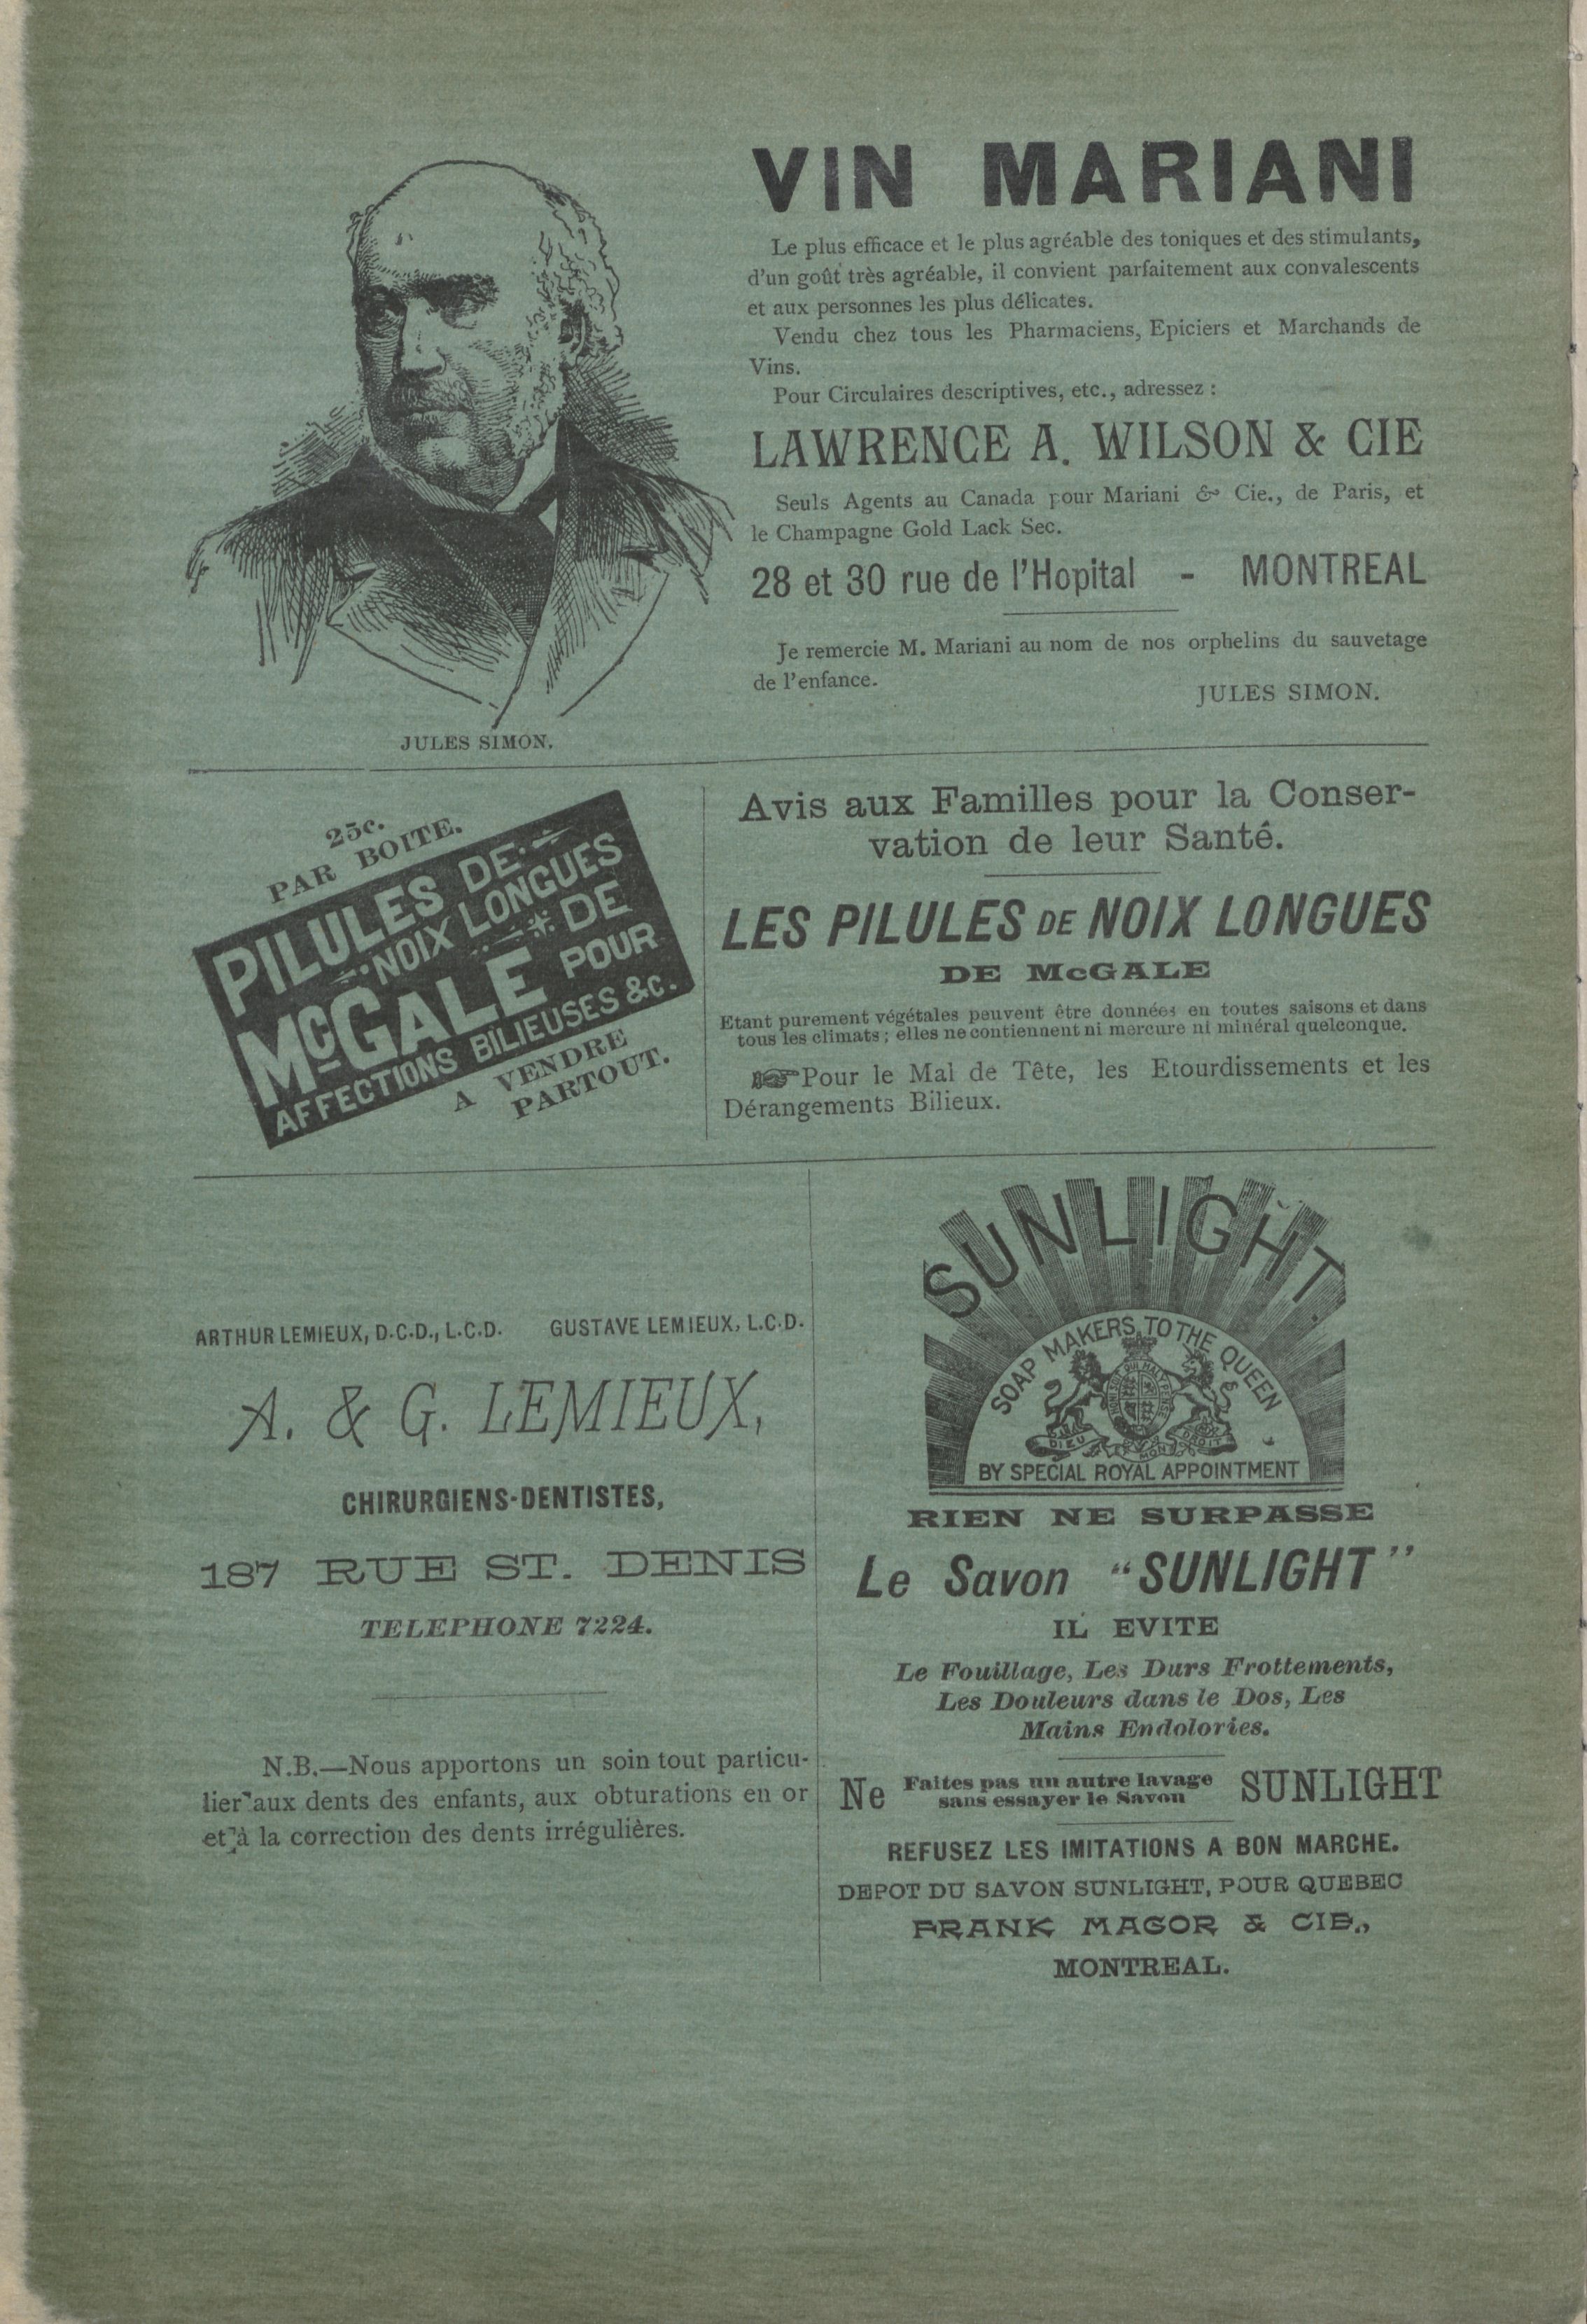 VIN MARIANI
Le plus efficace et le plus agréable des toniques et des stimulants,
d'un goût très agréable, il convient parfaitement aux convalescents
et aux personnes les plus délicates.
Vendu chez tous les Pharmaciens, Epiciers et Marchands de
Vins.
Pour Circulaires descriptives, etc., adressez :
LAWRENCE A. WILSON & CIE
Seuls Agents au Canada pour Mariani & Cie., de Paris, et
le Champagne Gold Lack Sec.
28 et 30 rue de l'Hopital - MONTREAL
Je remercie M. Mariani au nom de nos orphelins du sauvetage
de l'enfance.
JULES SIMON.
JULES SIMON.
25c.
PAR BOITE.
PILULES DE
NOIX LONGUES
McGALE DE
POUR
AFFECTIONS BILIEUSES &c.
A VENDRE
PARTOUT.
Avis aux Familles pour la Conser-
vation de leur Santé.
LES PILULES DE NOIX LONGUES
DE McGALE
Etant purement végétales peuvent être données en toutes saisons et dans
tous les climats ; elles ne contiennent ni mercure ni minéral quelconque.
☞Pour le Mal de Tête, les Etourdissements et les
Dérangements Bilieux.
ARTHUR LEMIEUX, D.C.D., L.C.D. GUSTAVE LEMIEUX, L.C.D.
A. & G. LEMIEUX,
CHIRURGIENS-DENTISTES,
187 RUE ST. DENIS
TELEPHONE 7224.
N.B.—Nous apportons un soin tout particu-
lier aux dents des enfants, aux obturations en or
et à la correction des dents irrégulières.
SUNLIGHT
SOAP MAKERS TO THE QUEEN
DIEU ET MON DROIT
BY SPECIAL ROYAL APPOINTMENT
RIEN NE SURPASSE
Le Savon "SUNLIGHT"
IL EVITE
Le Fouillage, Les Durs Frottements,
Les Douleurs dans le Dos, Les
Mains Endolories.
Ne Faites pas un autre lavage
sans essayer le Savon SUNLIGHT
REFUSEZ LES IMITATIONS A BON MARCHE.
DEPOT DU SAVON SUNLIGHT, POUR QUEBEC
FRANK MAGOR & CIE.,
MONTREAL.